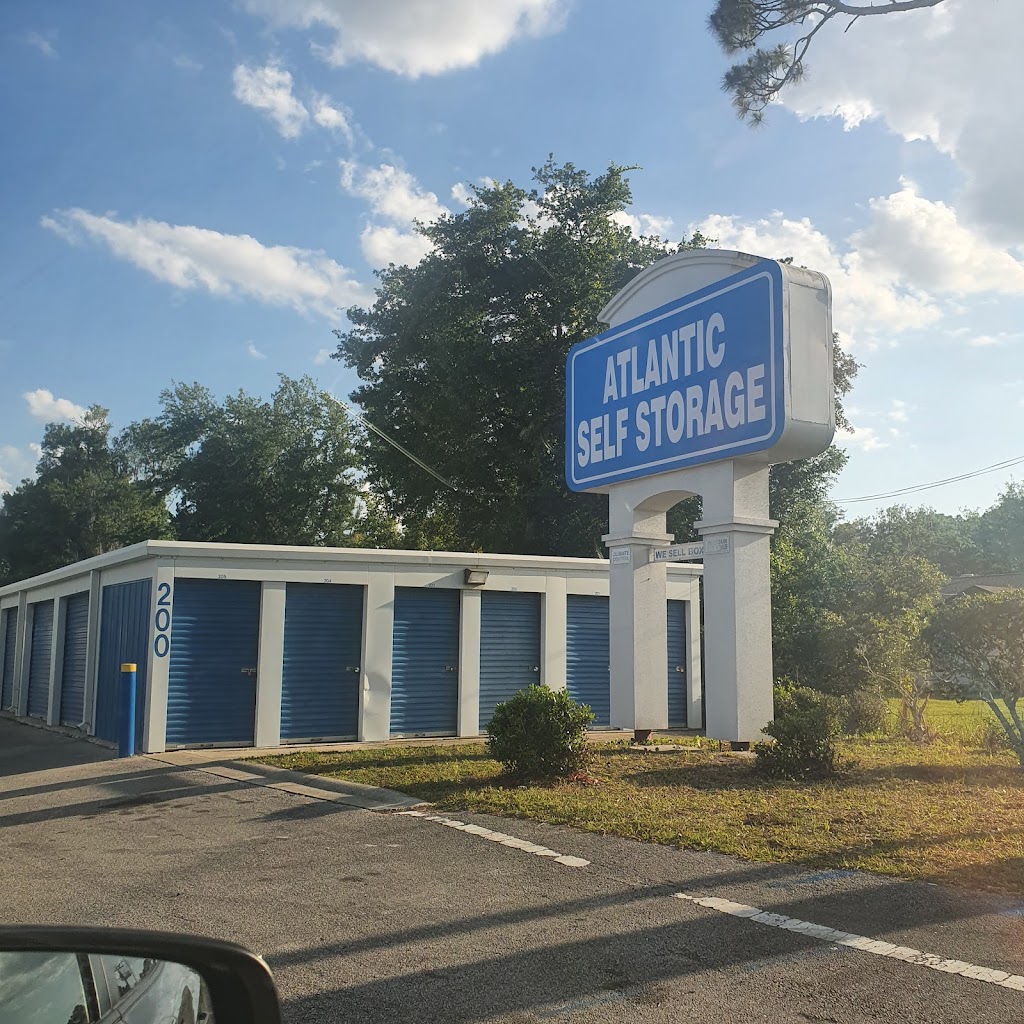 ATLANTIC
SELF STORAGE
WE SELL BOX
200